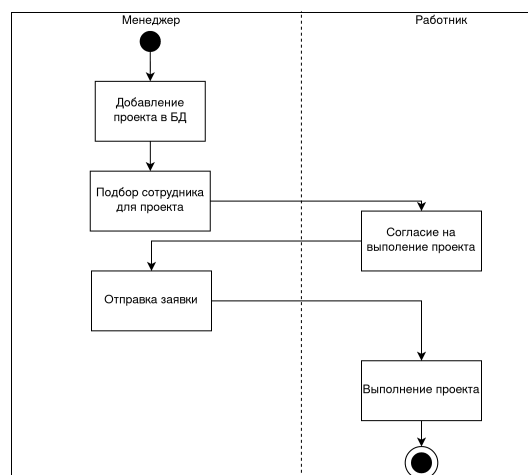 Менеджер
Работник
Добавление
проекта в БД
Подбор сотрудника
для проекта
Согласие на
выполение проекта
Отправка заявки
Выполнение проекта